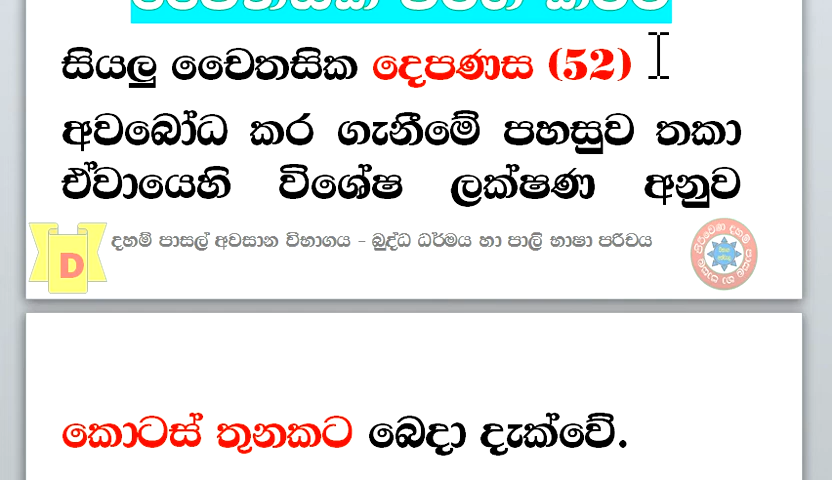 සියලු චෛතසික දෙපණස (52)
අවබෝධ කර ගැනීමේ පහසුව තකා
ඒවායෙහි විශේෂ ලක්ෂණ අනුව
D
දහම් පාසල් අවසාන විභාගය - බුද්ධ ධර්මය හා පාලි භාෂා පරිචය
කොටස් තුනකට බෙදා දැක්වේ.